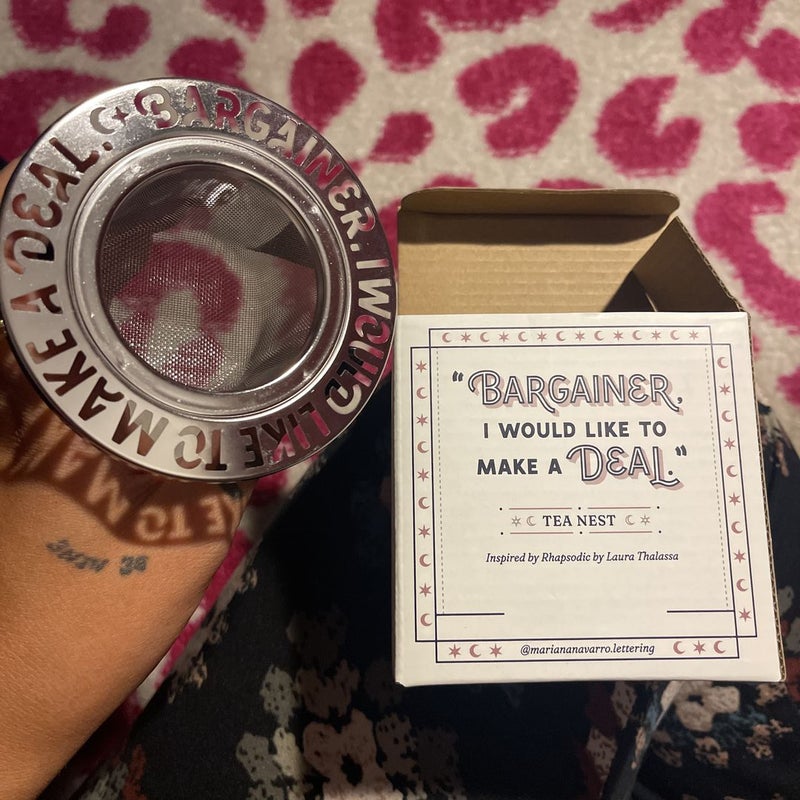 BARGAINER, I WOULD LIKE TO MAKE A DEAL.
"BARGAINER,
I WOULD LIKE TO
MAKE A DEAL."
TEA NEST
Inspired by Rhapsodic by Laura Thalassa
@mariananavarro.lettering